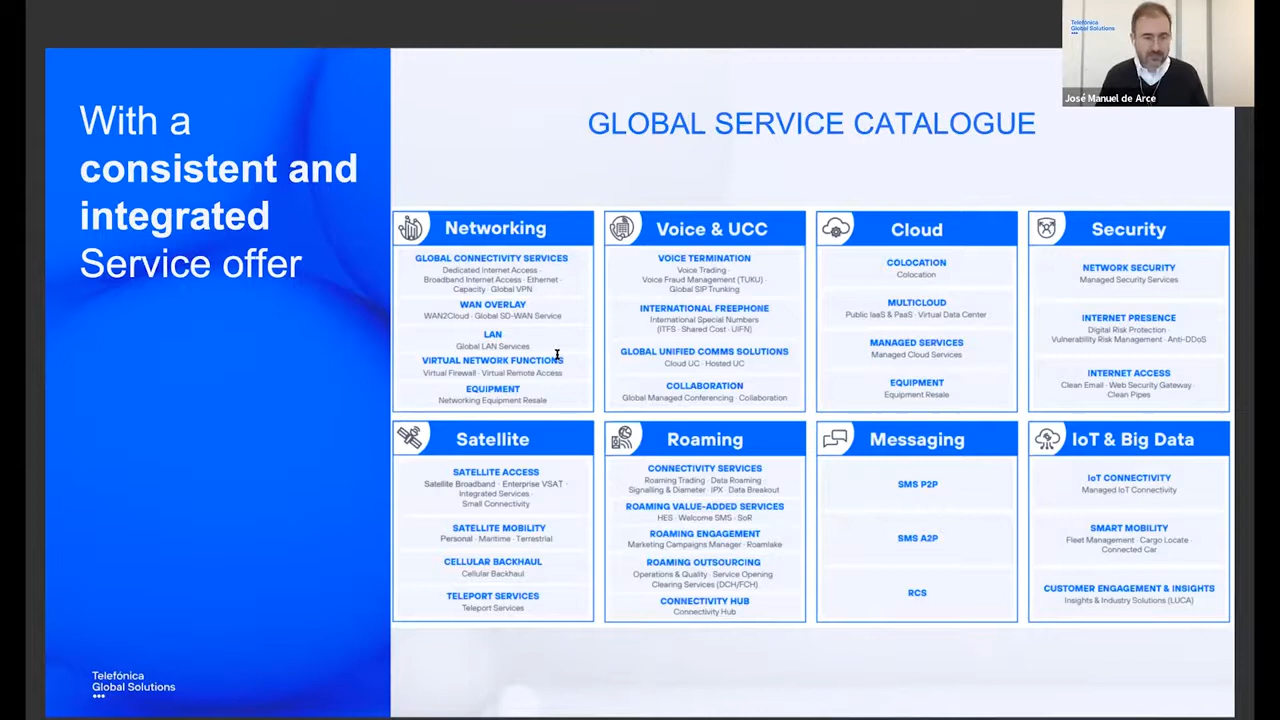 With a
consistent and
integrated
Service offer
GLOBAL SERVICE CATALOGUE
Telefónica
Global Solutions
José Manuel de Arce
Networking
GLOBAL CONNECTIVITY SERVICES
Dedicated Internet Access ·
Broadband Internet Access · Ethernet ·
Capacity · Global VPN
WAN OVERLAY
WAN2Cloud · Global SD-WAN Service
LAN
Global LAN Services
VIRTUAL NETWORK FUNCTIONS
Virtual Firewall · Virtual Remote Access
EQUIPMENT
Networking Equipment Resale
Voice & UCC
VOICE TERMINATION
Voice Trading ·
Voice Fraud Management (TUKU) ·
Global SIP Trunking
INTERNATIONAL FREEPHONE
International Special Numbers
(ITFS · Shared Cost · UIFN)
GLOBAL UNIFIED COMMS SOLUTIONS
Cloud UC · Hosted UC
COLLABORATION
Global Managed Conferencing · Collaboration
Cloud
COLOCATION
Colocation
MULTICLOUD
Public IaaS & PaaS · Virtual Data Center
MANAGED SERVICES
Managed Cloud Services
EQUIPMENT
Equipment Resale
Security
NETWORK SECURITY
Managed Security Services
INTERNET PRESENCE
Digital Risk Protection ·
Vulnerability Risk Management · Anti-DDoS
INTERNET ACCESS
Clean Email · Web Security Gateway ·
Clean Pipes
Satellite
SATELLITE ACCESS
Satellite Broadband · Enterprise VSAT ·
Integrated Services ·
Small Connectivity
SATELLITE MOBILITY
Personal · Maritime · Terrestrial
CELLULAR BACKHAUL
Cellular Backhaul
TELEPORT SERVICES
Teleport Services
Roaming
CONNECTIVITY SERVICES
Roaming Trading · Data Roaming
Signalling & Diameter · IPX · Data Breakout
ROAMING VALUE-ADDED SERVICES
HES · Welcome SMS · SoR
ROAMING ENGAGEMENT
Marketing Campaigns Manager · Roamlake
ROAMING OUTSOURCING
Operations & Quality · Service Opening
Clearing Services (DCH/FCH)
CONNECTIVITY HUB
Connectivity Hub
Messaging
SMS P2P
SMS A2P
RCS
IoT & Big Data
IoT CONNECTIVITY
Managed IoT Connectivity
SMART MOBILITY
Fleet Management · Cargo Locate ·
Connected Car
CUSTOMER ENGAGEMENT & INSIGHTS
Insights & Industry Solutions (LUCA)
Telefónica
Global Solutions